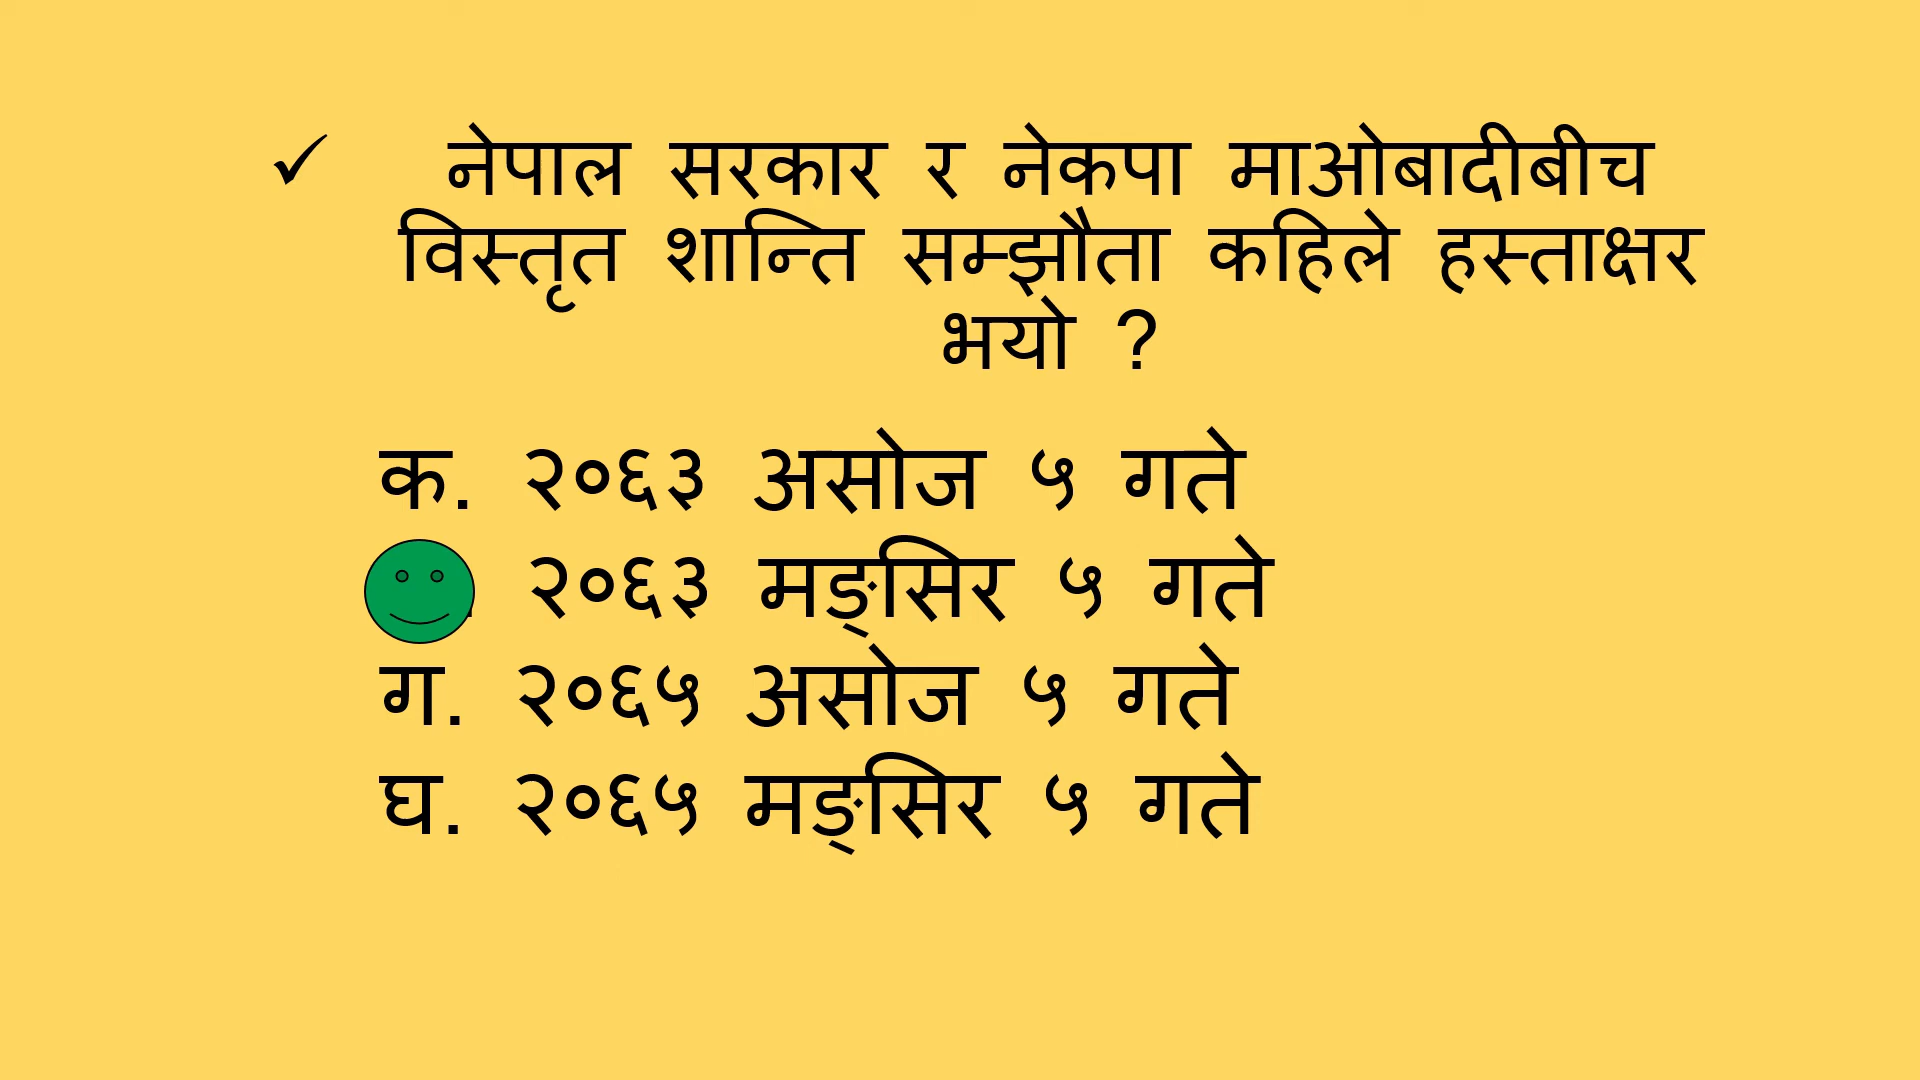 ✓ नेपाल सरकार र नेकपा माओबादीबीच
विस्तृत शान्ति सम्झौता कहिले हस्ताक्षर
भयो ?
क. २०६३ असोज ५ गते
२०६३ मङ्सिर ५ गते
ग. २०६५ असोज ५ गते
घ. २०६५ मङ्सिर ५ गते